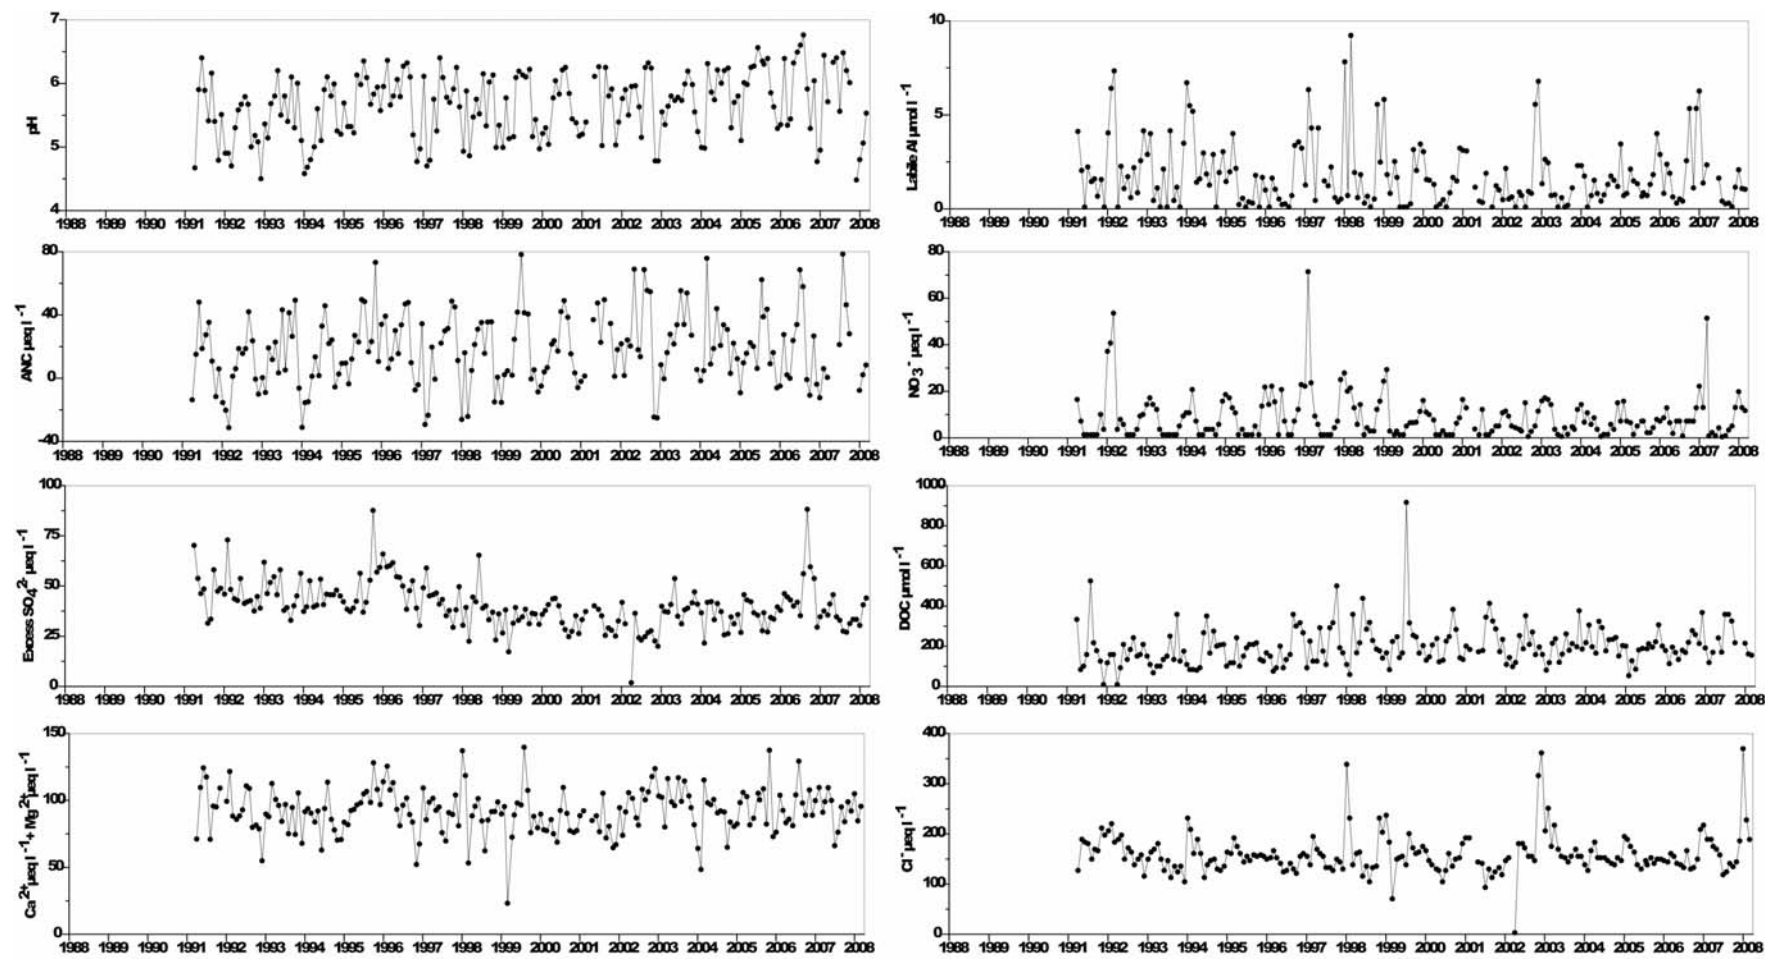 7
6
5
4
pH
1988 1989 1990 1991 1992 1993 1994 1995 1996 1997 1998 1999 2000 2001 2002 2003 2004 2005 2006 2007 2008
10
5
0
Labile Al µmol l⁻¹
1988 1989 1990 1991 1992 1993 1994 1995 1996 1997 1998 1999 2000 2001 2002 2003 2004 2005 2006 2007 2008
80
40
0
-40
ANC µeq l⁻¹
1988 1989 1990 1991 1992 1993 1994 1995 1996 1997 1998 1999 2000 2001 2002 2003 2004 2005 2006 2007 2008
80
60
40
20
0
NO₃⁻ µeq l⁻¹
1988 1989 1990 1991 1992 1993 1994 1995 1996 1997 1998 1999 2000 2001 2002 2003 2004 2005 2006 2007 2008
100
75
50
25
0
Excess SO₄²⁻ µeq l⁻¹
1988 1989 1990 1991 1992 1993 1994 1995 1996 1997 1998 1999 2000 2001 2002 2003 2004 2005 2006 2007 2008
1000
800
600
400
200
0
DOC µmol l⁻¹
1988 1989 1990 1991 1992 1993 1994 1995 1996 1997 1998 1999 2000 2001 2002 2003 2004 2005 2006 2007 2008
150
100
50
0
Ca²⁺µeq l⁻¹+ Mg²⁺µeq l⁻¹
1988 1989 1990 1991 1992 1993 1994 1995 1996 1997 1998 1999 2000 2001 2002 2003 2004 2005 2006 2007 2008
400
300
200
100
0
Cl⁻µeq l⁻¹
1988 1989 1990 1991 1992 1993 1994 1995 1996 1997 1998 1999 2000 2001 2002 2003 2004 2005 2006 2007 2008